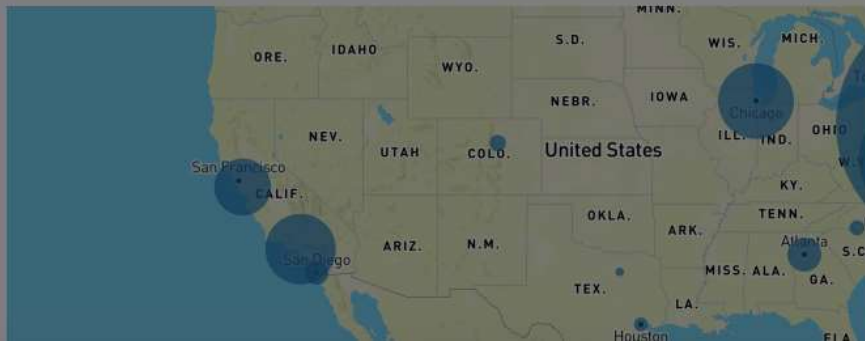 MINN.
S.D.
WIS.
MICH.
ORE.
IDAHO
WYO.
IOWA
NEBR.
Chicago
OHIO
NEV.
ILL.
IND.
UTAH
COLO.
United States
W.
San Francisco
CALIF.
KY.
OKLA.
TENN.
ARK.
ARIZ.
N.M.
Atlanta
S.C.
San Diego
MISS.
ALA.
GA.
TEX.
LA.
Houston
FLA.